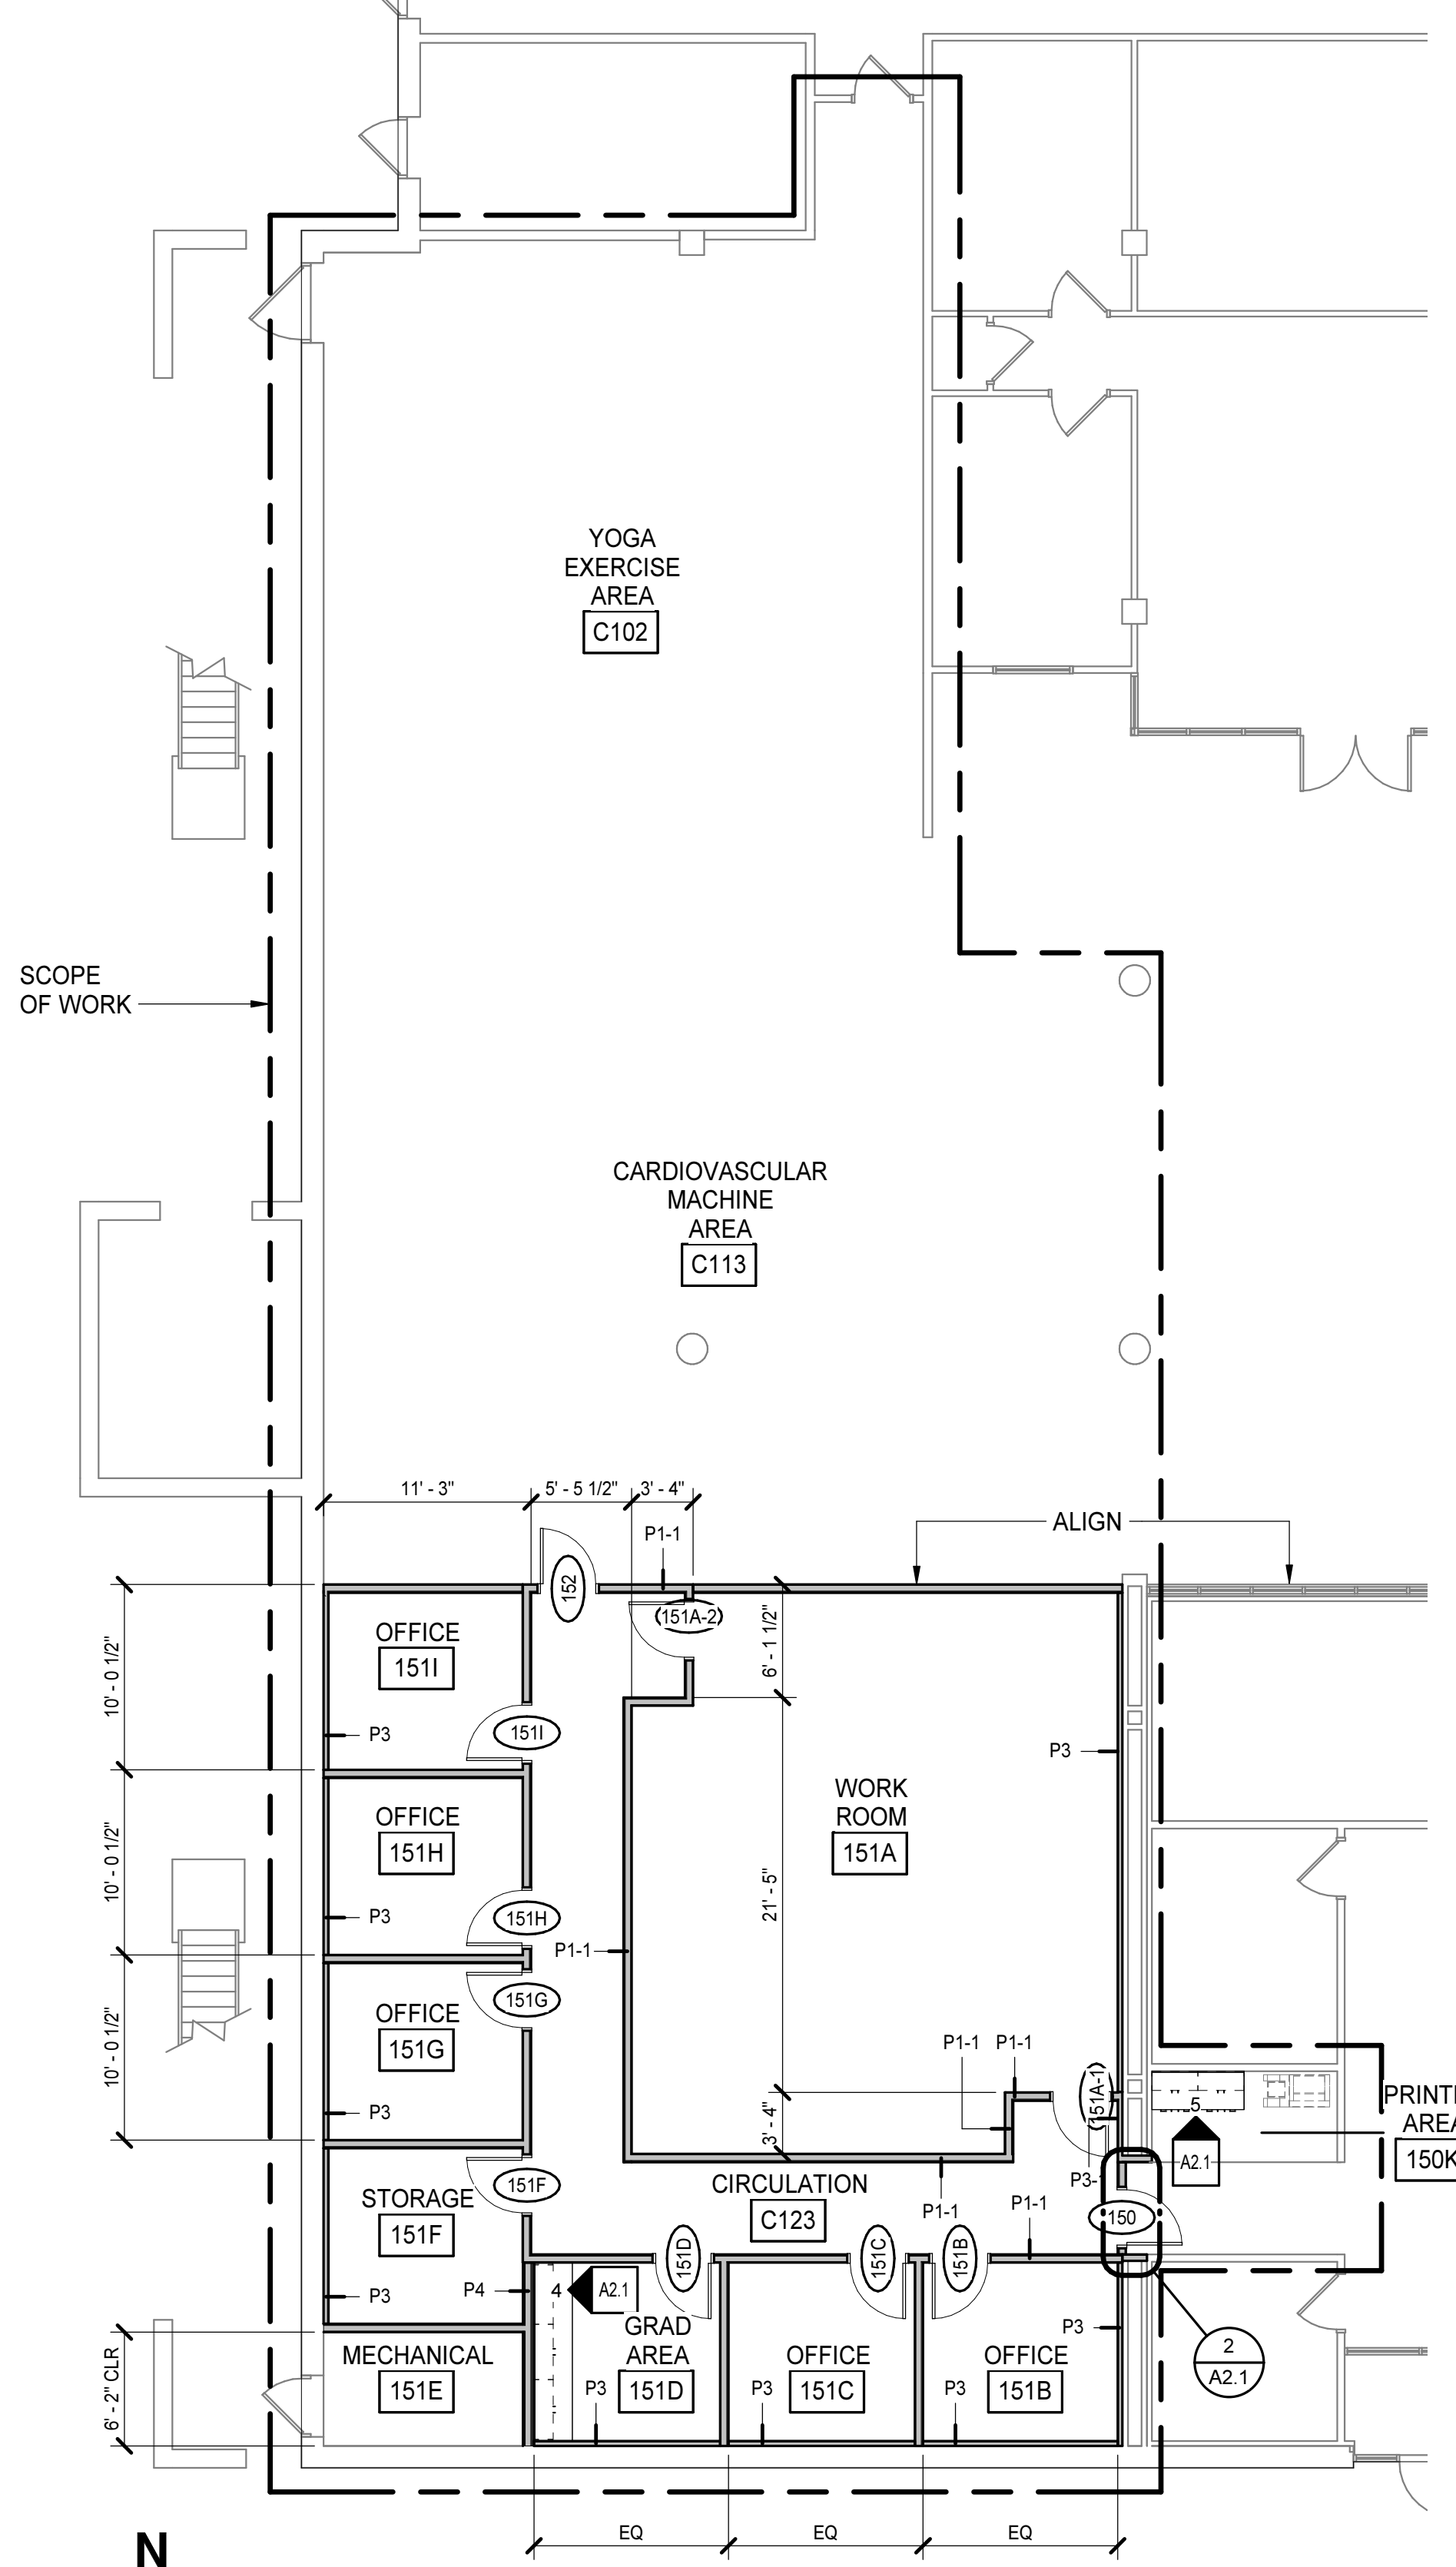 YOGA
EXERCISE
AREA
C102
SCOPE
OF WORK
CARDIOVASCULAR
MACHINE
AREA
C113
11' - 3"
5' - 5 1/2"
3' - 4"
P1-1
ALIGN
152
151A-2
6' - 1 1/2"
10' - 0 1/2"
OFFICE
151I
P3
151I
P3
WORK
ROOM
151A
10' - 0 1/2"
OFFICE
151H
P3
151H
21' - 5"
P1-1
10' - 0 1/2"
OFFICE
151G
P3
151G
P1-1
P1-1
151A-1
3' - 4"
5
A2.1
PRINT
AREA
150K
P3-1
STORAGE
151F
P3
151F
CIRCULATION
C123
P1-1
P1-1
150
P4
4
A2.1
151D
151C
151B
GRAD
AREA
151D
P3
6' - 2" CLR
MECHANICAL
151E
OFFICE
151C
P3
OFFICE
151B
P3
P3
2
A2.1
EQ
EQ
EQ
N